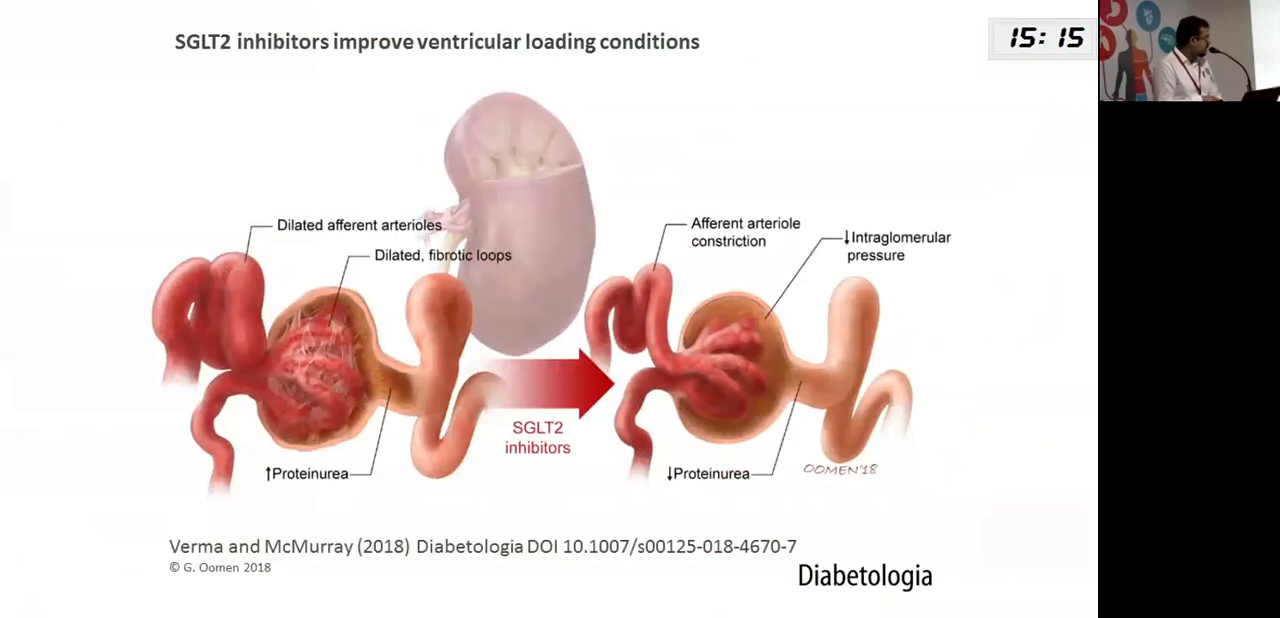 SGLT2 inhibitors improve ventricular loading conditions
15:15
Dilated afferent arterioles
Dilated, fibrotic loops
Afferent arteriole
constriction
↓Intraglomerular
pressure
SGLT2
inhibitors
↑Proteinurea
↓Proteinurea
OOMEN'18
Verma and McMurray (2018) Diabetologia DOI 10.1007/s00125-018-4670-7
© G. Oomen 2018
Diabetologia